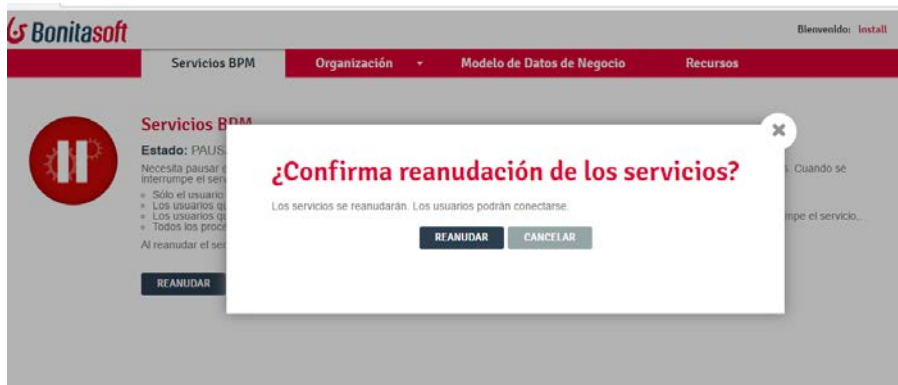 Bonitasoft
Bienvenido: Install
Servicios BPM Organización Modelo de Datos de Negocio Recursos
Servicios BPM
Estado: PAUS
¿Confirma reanudación de los servicios?
Necesita pausar
s. Cuando se
interrumpe el serv
Sólo el usuario
Los servicios se reanudarán. Los usuarios podrán conectarse.
Los usuarios qu
Los usuarios qu
mpe el servicio,.
Todos los proce
REANUDAR CANCELAR
Al reanudar el ser
REANUDAR